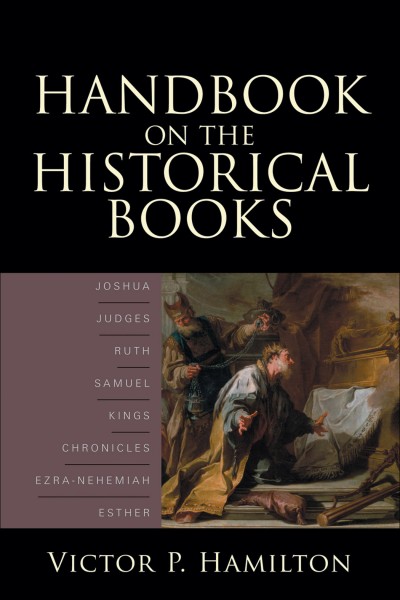 HANDBOOK
ON THE
HISTORICAL
BOOKS
JOSHUA
JUDGES
RUTH
SAMUEL
KINGS
CHRONICLES
EZRA-NEHEMIAH
ESTHER
VICTOR P. HAMILTON